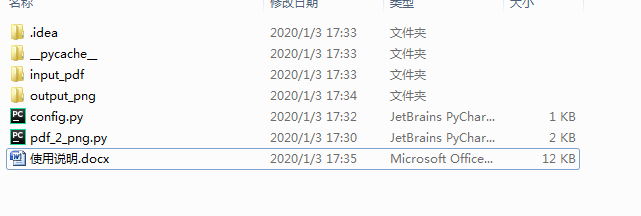 名称 修改日期 类型 大小
.idea 2020/1/3 17:33 文件夹
__pycache__ 2020/1/3 17:33 文件夹
input_pdf 2020/1/3 17:33 文件夹
output_png 2020/1/3 17:34 文件夹
config.py 2020/1/3 17:32 JetBrains PyChar... 1 KB
pdf_2_png.py 2020/1/3 17:30 JetBrains PyChar... 2 KB
使用说明.docx 2020/1/3 17:35 Microsoft Office... 12 KB